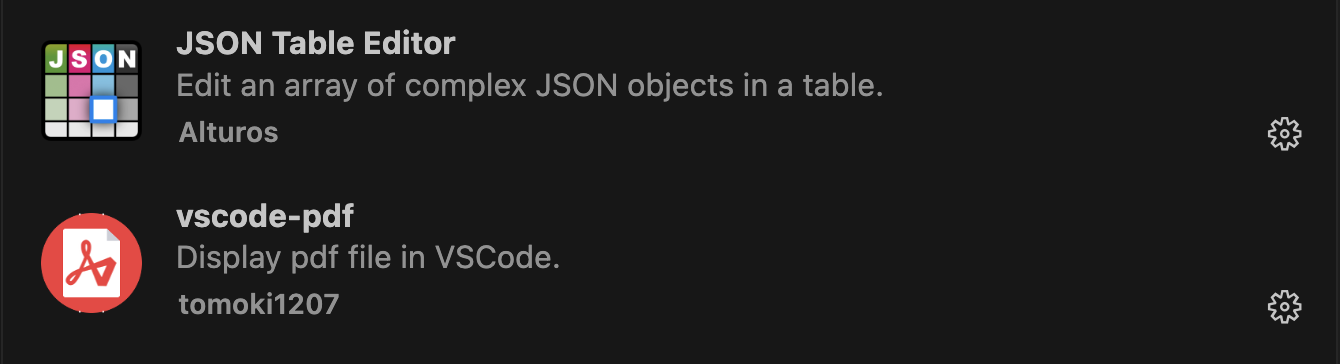 JSON
JSON Table Editor
Edit an array of complex JSON objects in a table.
Alturos
vscode-pdf
Display pdf file in VSCode.
tomoki1207